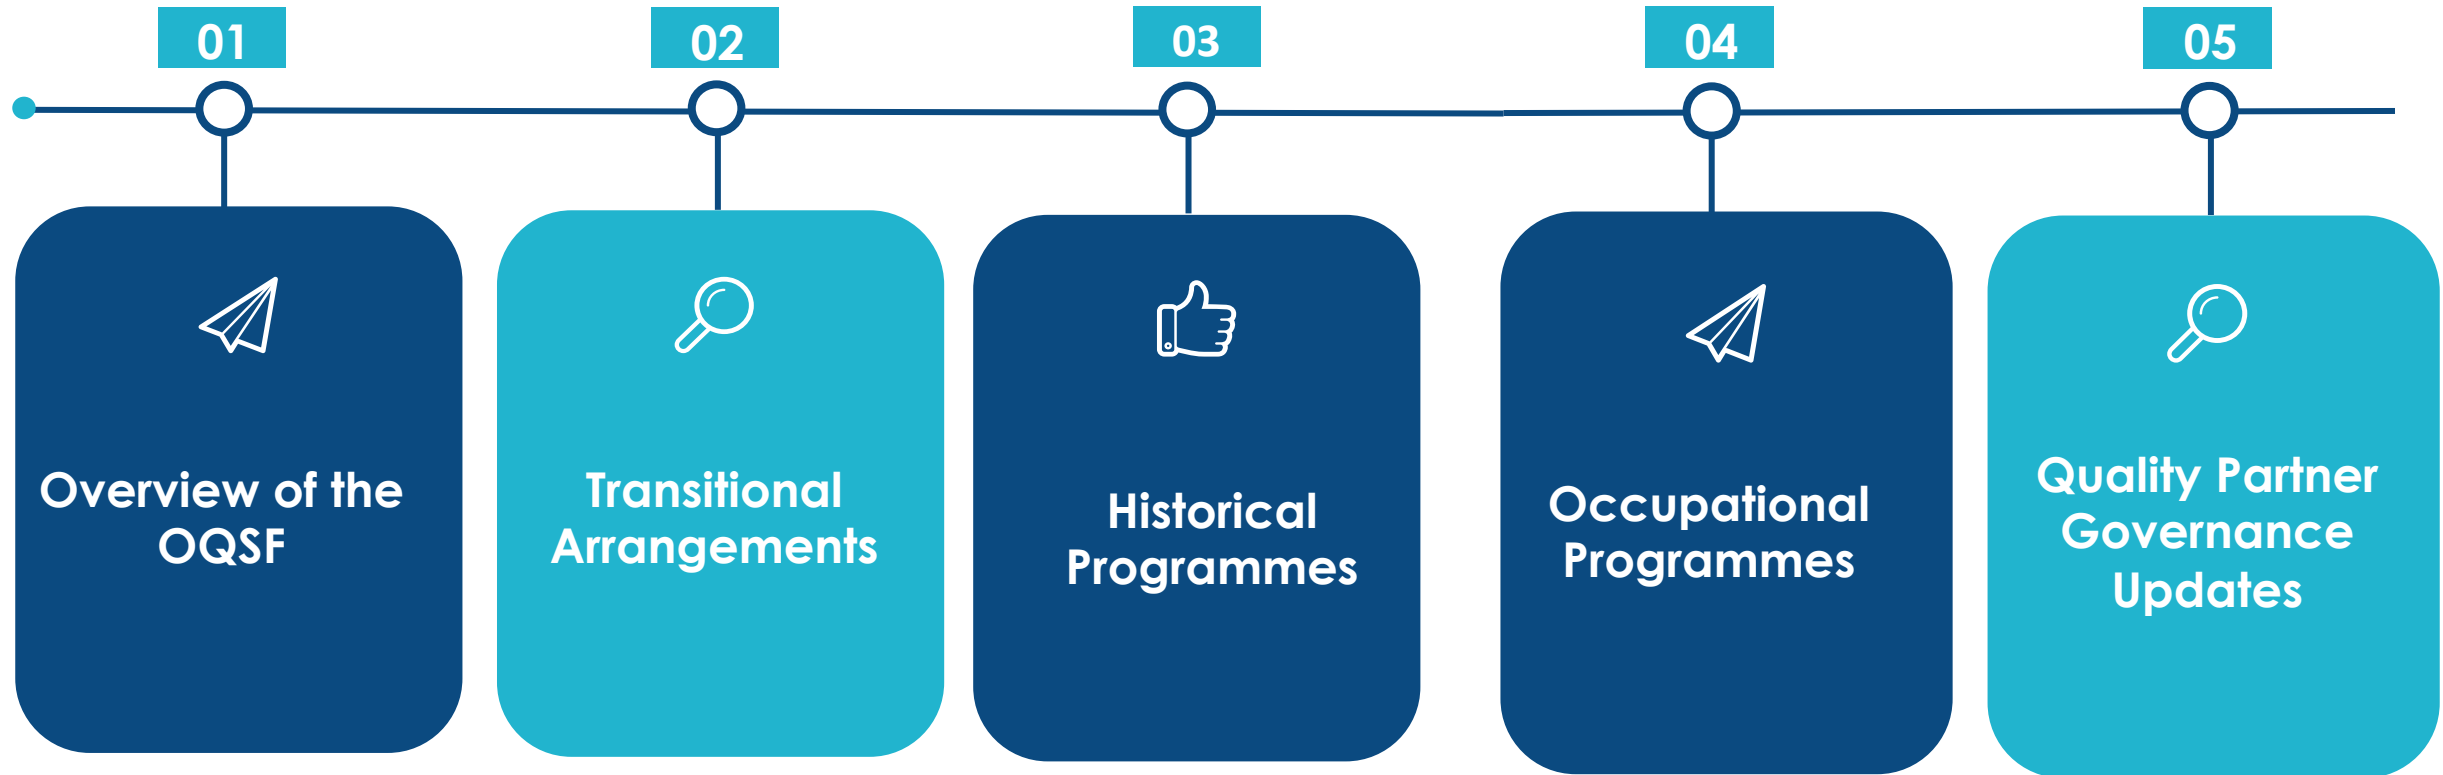 01
Overview of the
OQSF
02
Transitional
Arrangements
03
Historical
Programmes
04
Occupational
Programmes
05
Quality Partner
Governance
Updates